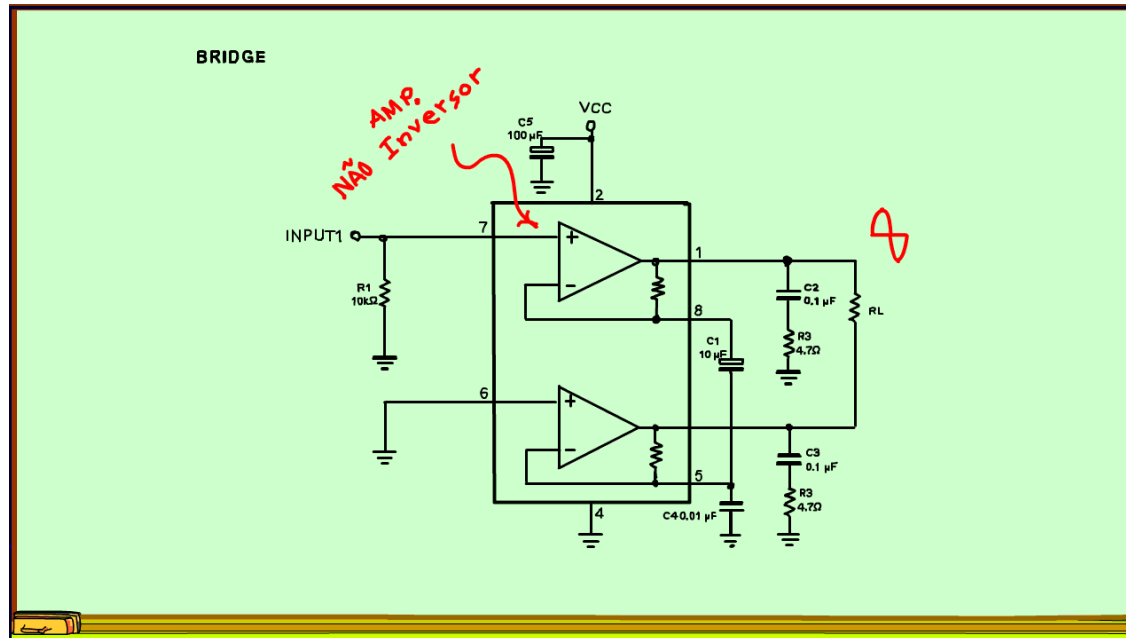 BRIDGE
AMP.
NÃO Inversor
VCC
C5
100 µF
2
INPUT1
7
+
−
1
R1
10kΩ
C2
0.1 µF
RL
8
C1
10 µF
R3
4.7Ω
6
+
−
C3
0.1 µF
5
R3
4.7Ω
4
C4 0.01 µF